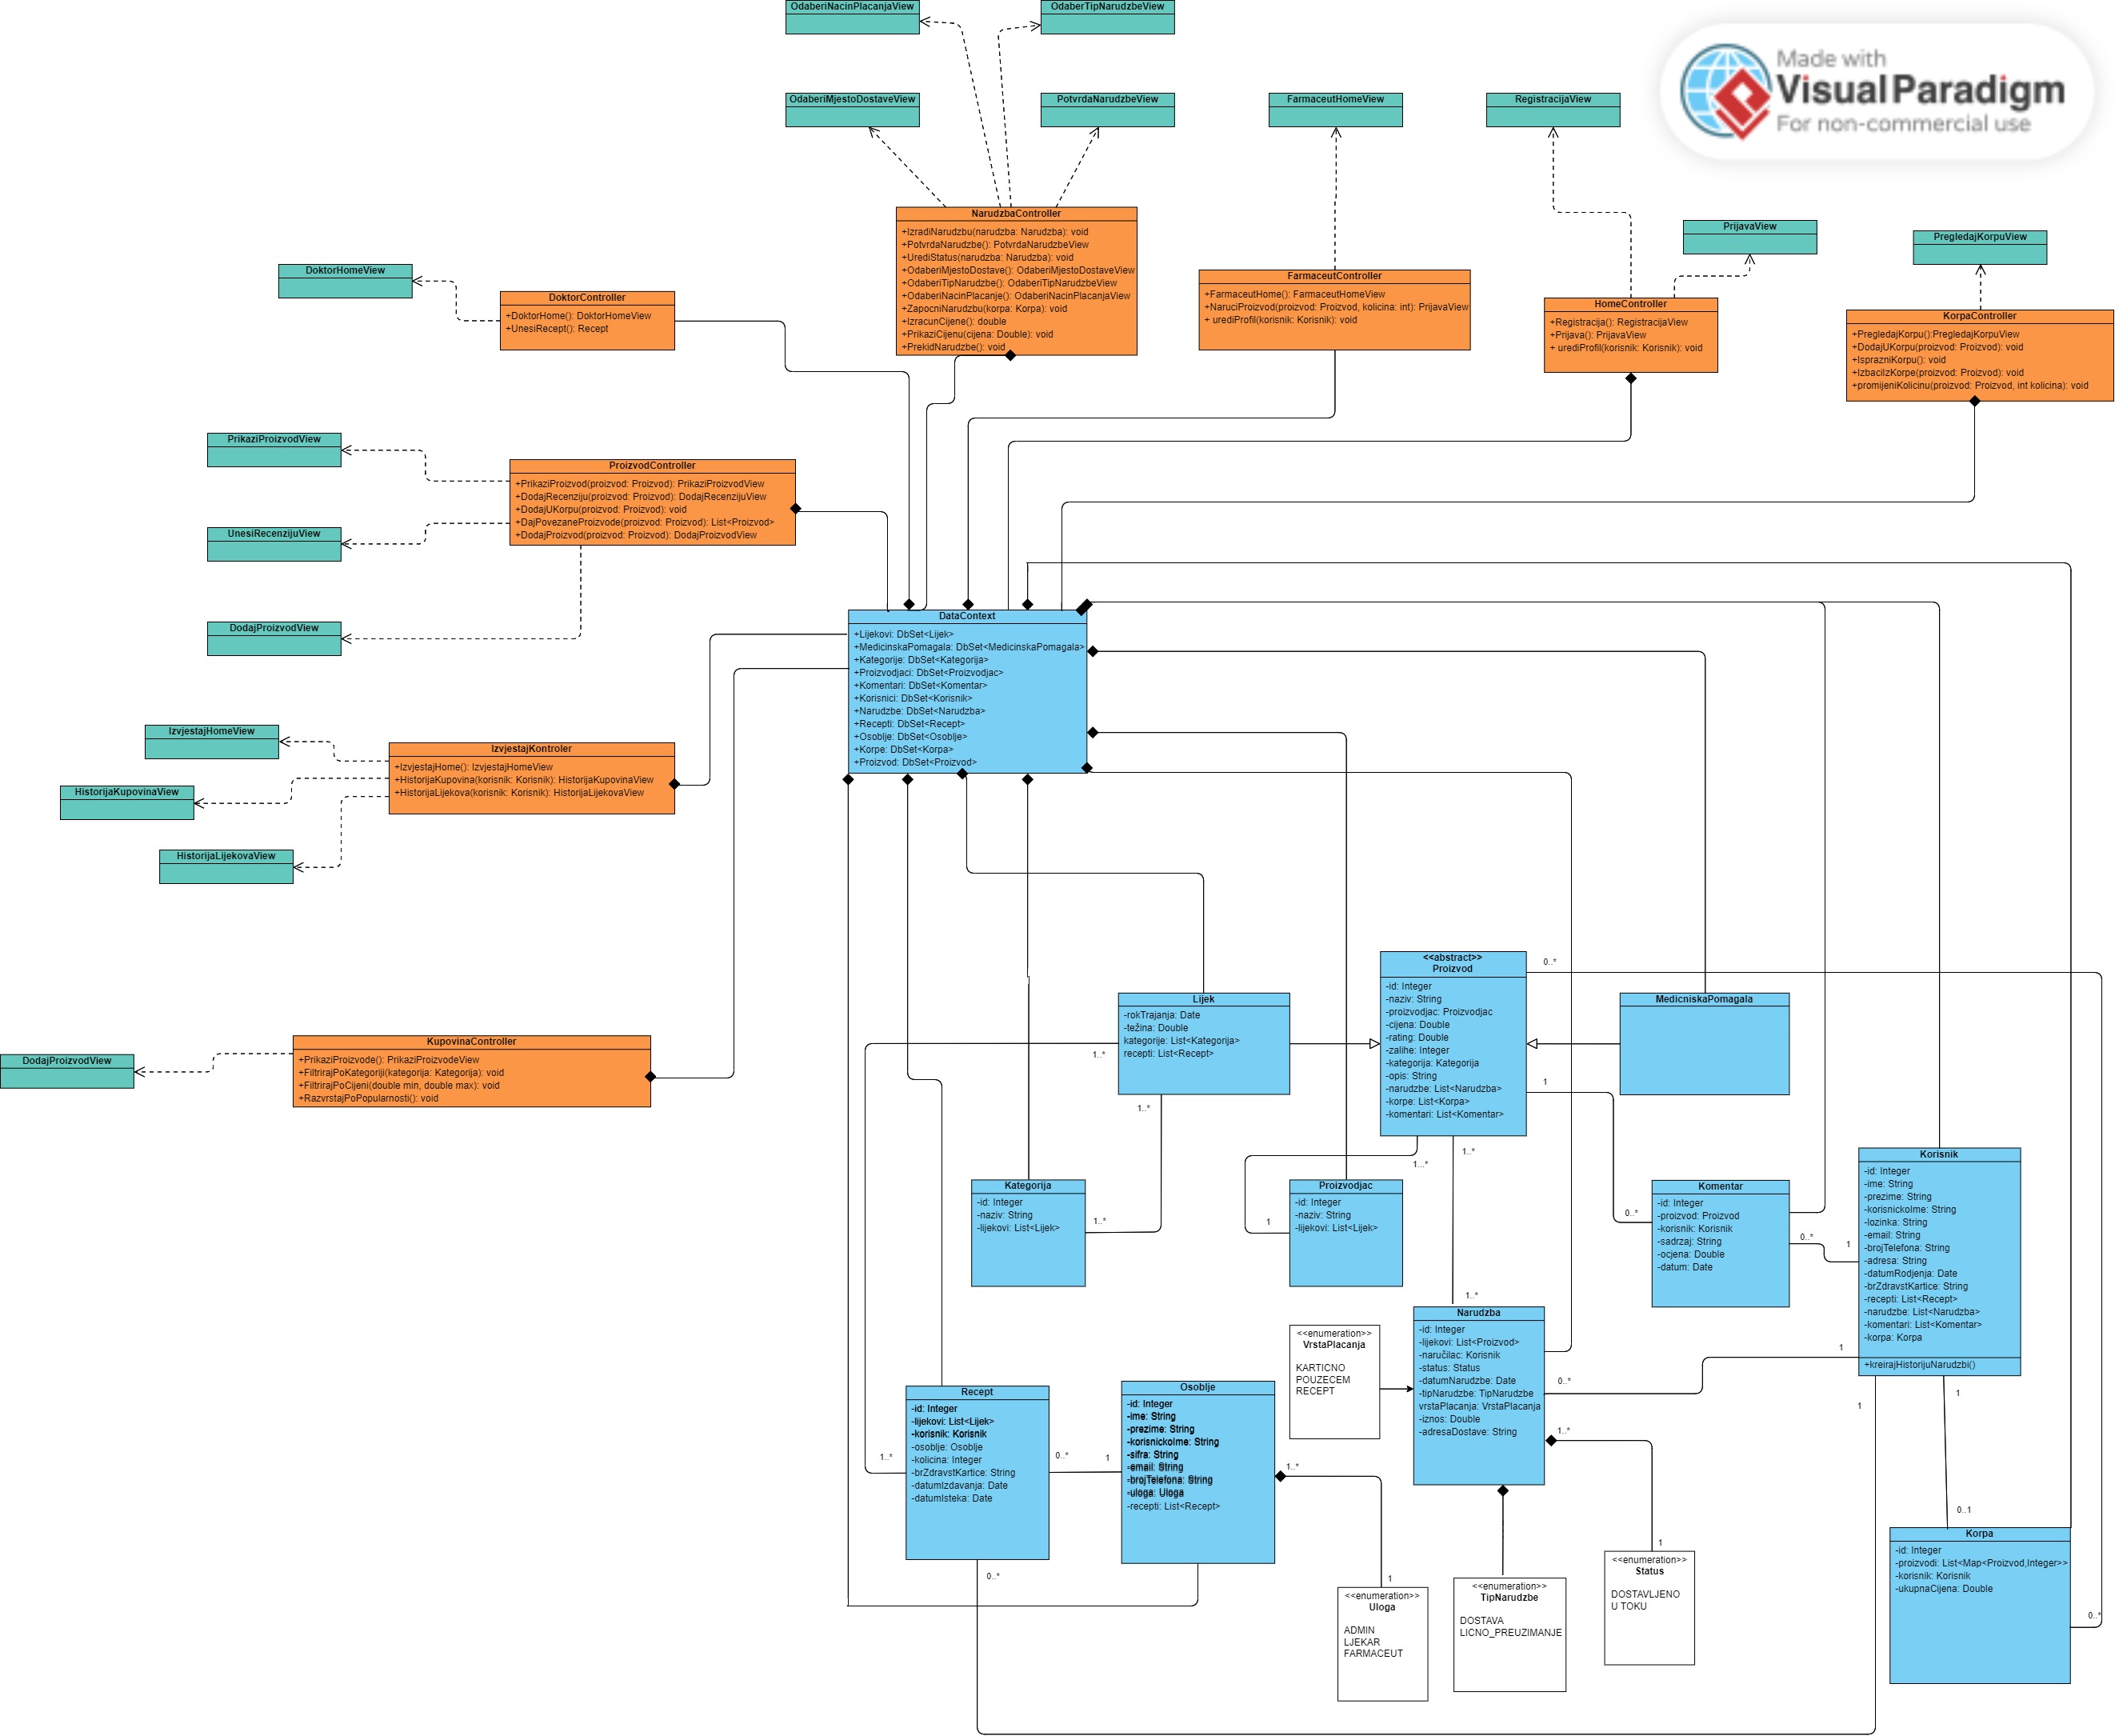 OdaberiNacinPlacanjaView
OdaberTipNarudzbeView
Made with
Visual Paradigm
For non-commercial use
OdaberiMjestoDostaveView
PotvrdaNarudzbeView
FarmaceutHomeView
RegistracijaView
PrijavaView
PregledajKorpuView
NarudzbaController
+IzradiNarudzbu(narudzba: Narudzba): void
+PotvrdaNarudzbe(): PotvrdaNarudzbeView
+UrediStatus(narudzba: Narudzba): void
+OdaberiMjestoDostave(): OdaberiMjestoDostaveView
+OdaberiTipNarudzbe(): OdaberiTipNarudzbeView
+OdaberiNacinPlacanje(): OdaberiNacinPlacanjaView
+ZapocniNarudzbu(korpa: Korpa): void
+IzracunCijene(): double
+PrikaziCijenu(cijena: Double): void
+PrekidNarudzbe(): void
DoktorHomeView
DoktorController
+DoktorHome(): DoktorHomeView
+UnesiRecept(): Recept
FarmaceutController
+FarmaceutHome(): FarmaceutHomeView
+NaruciProizvod(proizvod: Proizvod, kolicina: int): PrijavaView
+ urediProfil(korisnik: Korisnik): void
HomeController
+Registracija(): RegistracijaView
+Prijava(): PrijavaView
+ urediProfil(korisnik: Korisnik): void
KorpaController
+PregledajKorpu():PregledajKorpuView
+DodajUKorpu(proizvod: Proizvod): void
+IsprazniKorpu(): void
+IzbaciIzKorpe(proizvod: Proizvod): void
+promijeniKolicinu(proizvod: Proizvod, int kolicina): void
PrikaziProizvodView
UnesiRecenzijuView
DodajProizvodView
ProizvodController
+PrikaziProizvod(proizvod: Proizvod): PrikaziProizvodView
+DodajRecenziju(proizvod: Proizvod): DodajRecenzijuView
+DodajUKorpu(proizvod: Proizvod): void
+DajPovezaneProizvode(proizvod: Proizvod): List<Proizvod>
+DodajProizvod(proizvod: Proizvod): DodajProizvodView
DataContext
+Lijekovi: DbSet<Lijek>
+MedicinskaPomagala: DbSet<MedicinskaPomagala>
+Kategorije: DbSet<Kategorija>
+Proizvodjaci: DbSet<Proizvodjac>
+Komentari: DbSet<Komentar>
+Korisnici: DbSet<Korisnik>
+Narudzbe: DbSet<Narudzba>
+Recepti: DbSet<Recept>
+Osoblje: DbSet<Osoblje>
+Korpe: DbSet<Korpa>
+Proizvod: DbSet<Proizvod>
IzvjestajHomeView
HistorijaKupovinaView
HistorijaLijekovaView
IzvjestajKontroler
+IzvjestajHome(): IzvjestajHomeView
+HistorijaKupovina(korisnik: Korisnik): HistorijaKupovinaView
+HistorijaLijekova(korisnik: Korisnik): HistorijaLijekovaView
DodajProizvodView
KupovinaController
+PrikaziProizvode(): PrikaziProizvodeView
+FiltrirajPoKategoriji(kategorija: Kategorija): void
+FiltrirajPoCijeni(double min, double max): void
+RazvrstajPoPopularnosti(): void
Lijek
-rokTrajanja: Date
-težina: Double
kategorije: List<Kategorija>
recepti: List<Recept>
1..*
1..*
<<abstract>>
Proizvod
-id: Integer
-naziv: String
-proizvodjac: Proizvodjac
-cijena: Double
-rating: Double
-zalihe: Integer
-kategorija: Kategorija
-opis: String
-narudzbe: List<Narudzba>
-korpe: List<Korpa>
-komentari: List<Komentar>
0..*
1
1...*
1..*
MedicniskaPomagala
Kategorija
-id: Integer
-naziv: String
-lijekovi: List<Lijek>
1..*
Proizvodjac
-id: Integer
-naziv: String
-lijekovi: List<Lijek>
1
Komentar
-id: Integer
-proizvod: Proizvod
-korisnik: Korisnik
-sadrzaj: String
-ocjena: Double
-datum: Date
0..*
0..*
1
Korisnik
-id: Integer
-ime: String
-prezime: String
-korisnickoIme: String
-lozinka: String
-email: String
-brojTelefona: String
-adresa: String
-datumRodjenja: Date
-brZdravstKartice: String
-recepti: List<Recept>
-narudzbe: List<Narudzba>
-komentari: List<Komentar>
-korpa: Korpa
+kreirajHistorijuNarudzbi()
1
1
1
1..*
Narudzba
-id: Integer
-lijekovi: List<Proizvod>
-naručilac: Korisnik
-status: Status
-datumNarudzbe: Date
-tipNarudzbe: TipNarudzbe
vrstaPlacanja: VrstaPlacanja
-iznos: Double
-adresaDostave: String
0..*
1..*
<<enumeration>>
VrstaPlacanja
KARTICNO
POUZECEM
RECEPT
Recept
-id: Integer
-lijekovi: List<Lijek>
-korisnik: Korisnik
-osoblje: Osoblje
-kolicina: Integer
-brZdravstKartice: String
-datumIzdavanja: Date
-datumIsteka: Date
1..*
0..*
1
0..*
Osoblje
-id: Integer
-ime: String
-prezime: String
-korisnickoIme: String
-sifra: String
-email: String
-brojTelefona: String
-uloga: Uloga
-recepti: List<Recept>
1..*
1
<<enumeration>>
Uloga
ADMIN
LJEKAR
FARMACEUT
<<enumeration>>
TipNarudzbe
DOSTAVA
LICNO_PREUZIMANJE
1
<<enumeration>>
Status
DOSTAVLJENO
U TOKU
0..1
Korpa
-id: Integer
-proizvodi: List<Map<Proizvod,Integer>>
-korisnik: Korisnik
-ukupnaCijena: Double
0..*